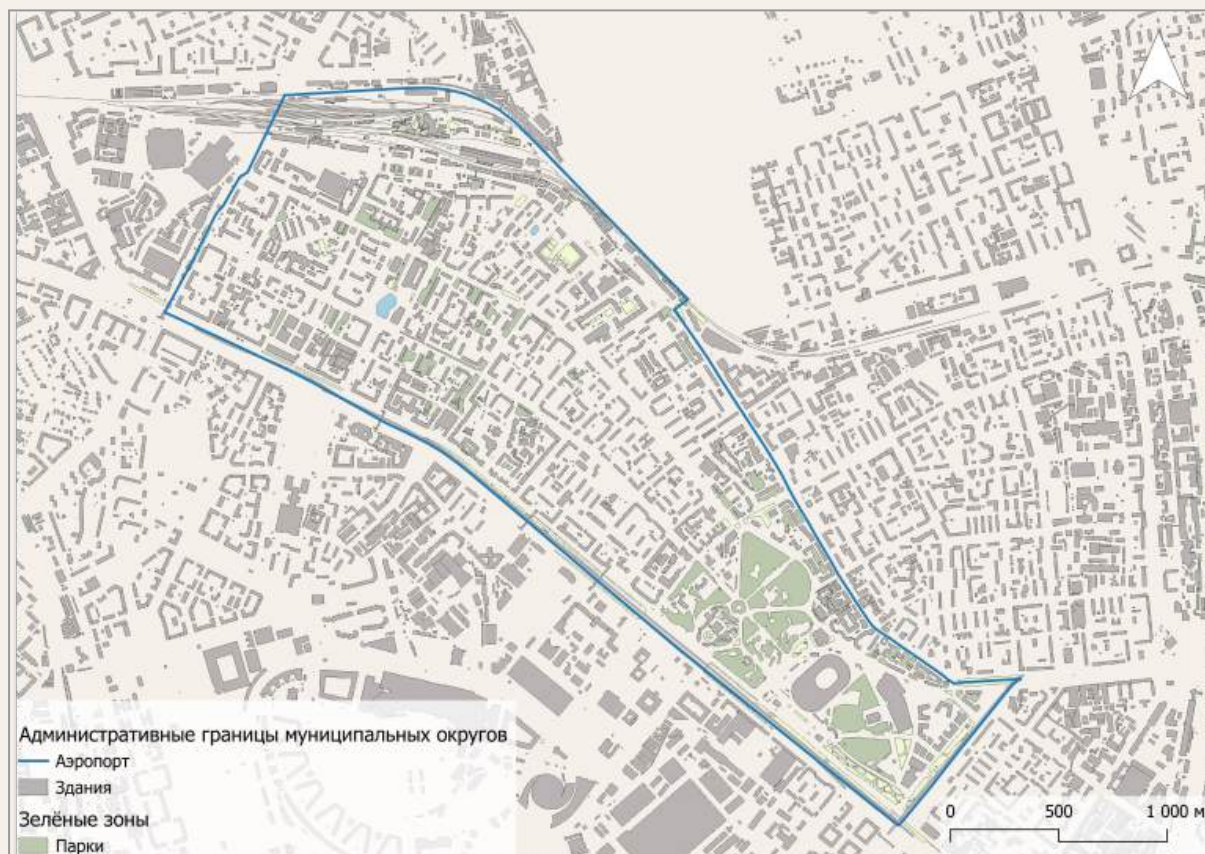 Административные границы муниципальных округов
Аэропорт
Здания
Зелёные зоны
Парки
0 500 1 000 м